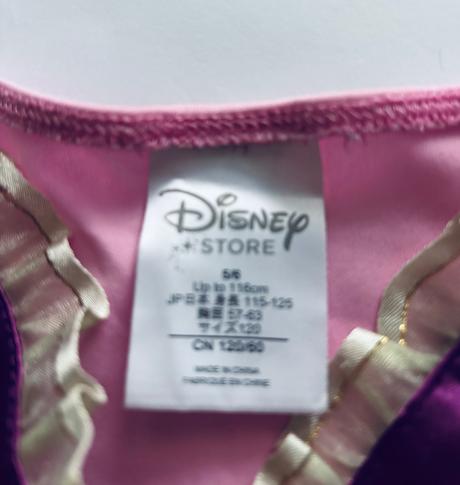 Disney
STORE
5/6
Up to 116cm
JP日本 身長 115-125
胸囲 57-63
サイズ120
CN 120/60
MADE IN CHINA
FABRIQUÉ EN CHINE